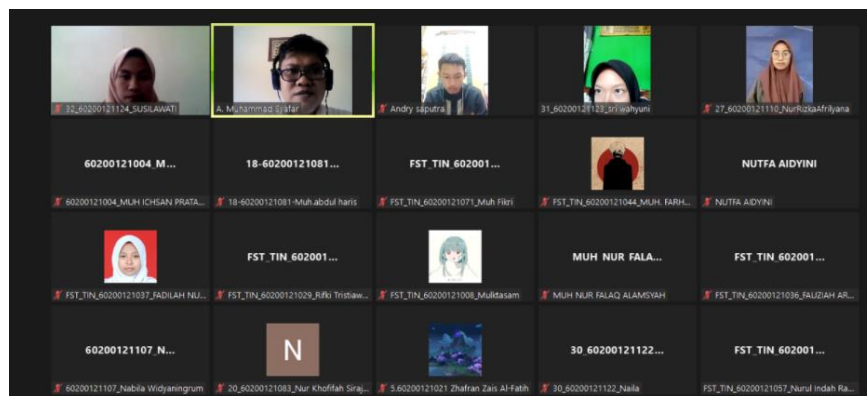 32_60200121124_SUSILAWATI
A. Muhammad Syafar
Andry saputra
31_60200121123_sri wahyuni
27_60200121110_NurRizkaAfrilyana
60200121004_M...
18-60200121081...
FST_TIN_602001...
NUTFA AIDYINI
60200121004_MUH ICHSAN PRATA...
18-60200121081-Muh.abdul haris
FST_TIN_60200121071_Muh Fikri
FST_TIN_60200121044_MUH. FARH...
NUTFA AIDYINI
FST_TIN_602001...
MUH NUR FALA...
FST_TIN_602001...
FST_TIN_60200121037_FADILAH NU...
FST_TIN_60200121029_Rifki Tristiaw...
FST_TIN_60200121008_Muliktasam
MUH NUR FALAQ ALAMSYAH
FST_TIN_60200121036_FAUZIAH AR...
60200121107_N...
N
30_60200121122...
FST_TIN_602001...
60200121107_Nabila Widyaningrum
20_60200121083_Nur Khofifah Siraj...
5.60200121021 Zhafran Zais Al-Fatih
30_60200121122_Naila
FST_TIN_60200121057_Nurul Indah Ra...